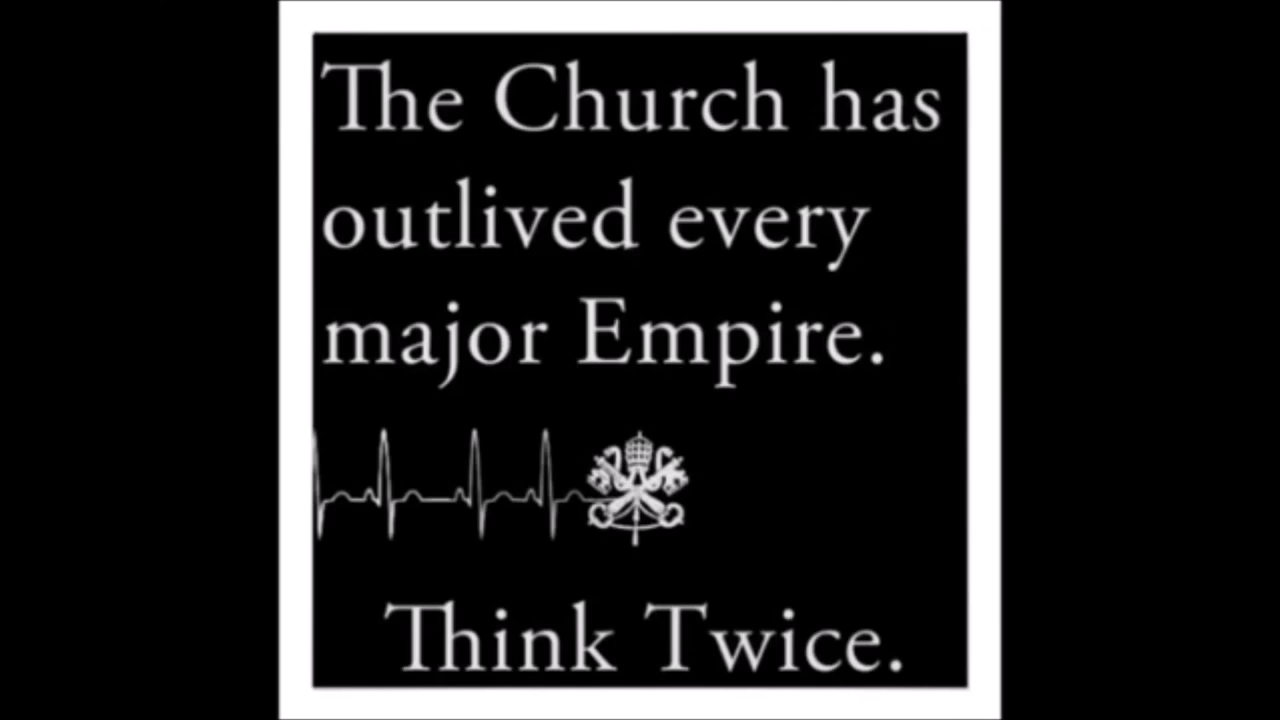 The Church has
outlived every
major Empire.
Think Twice.